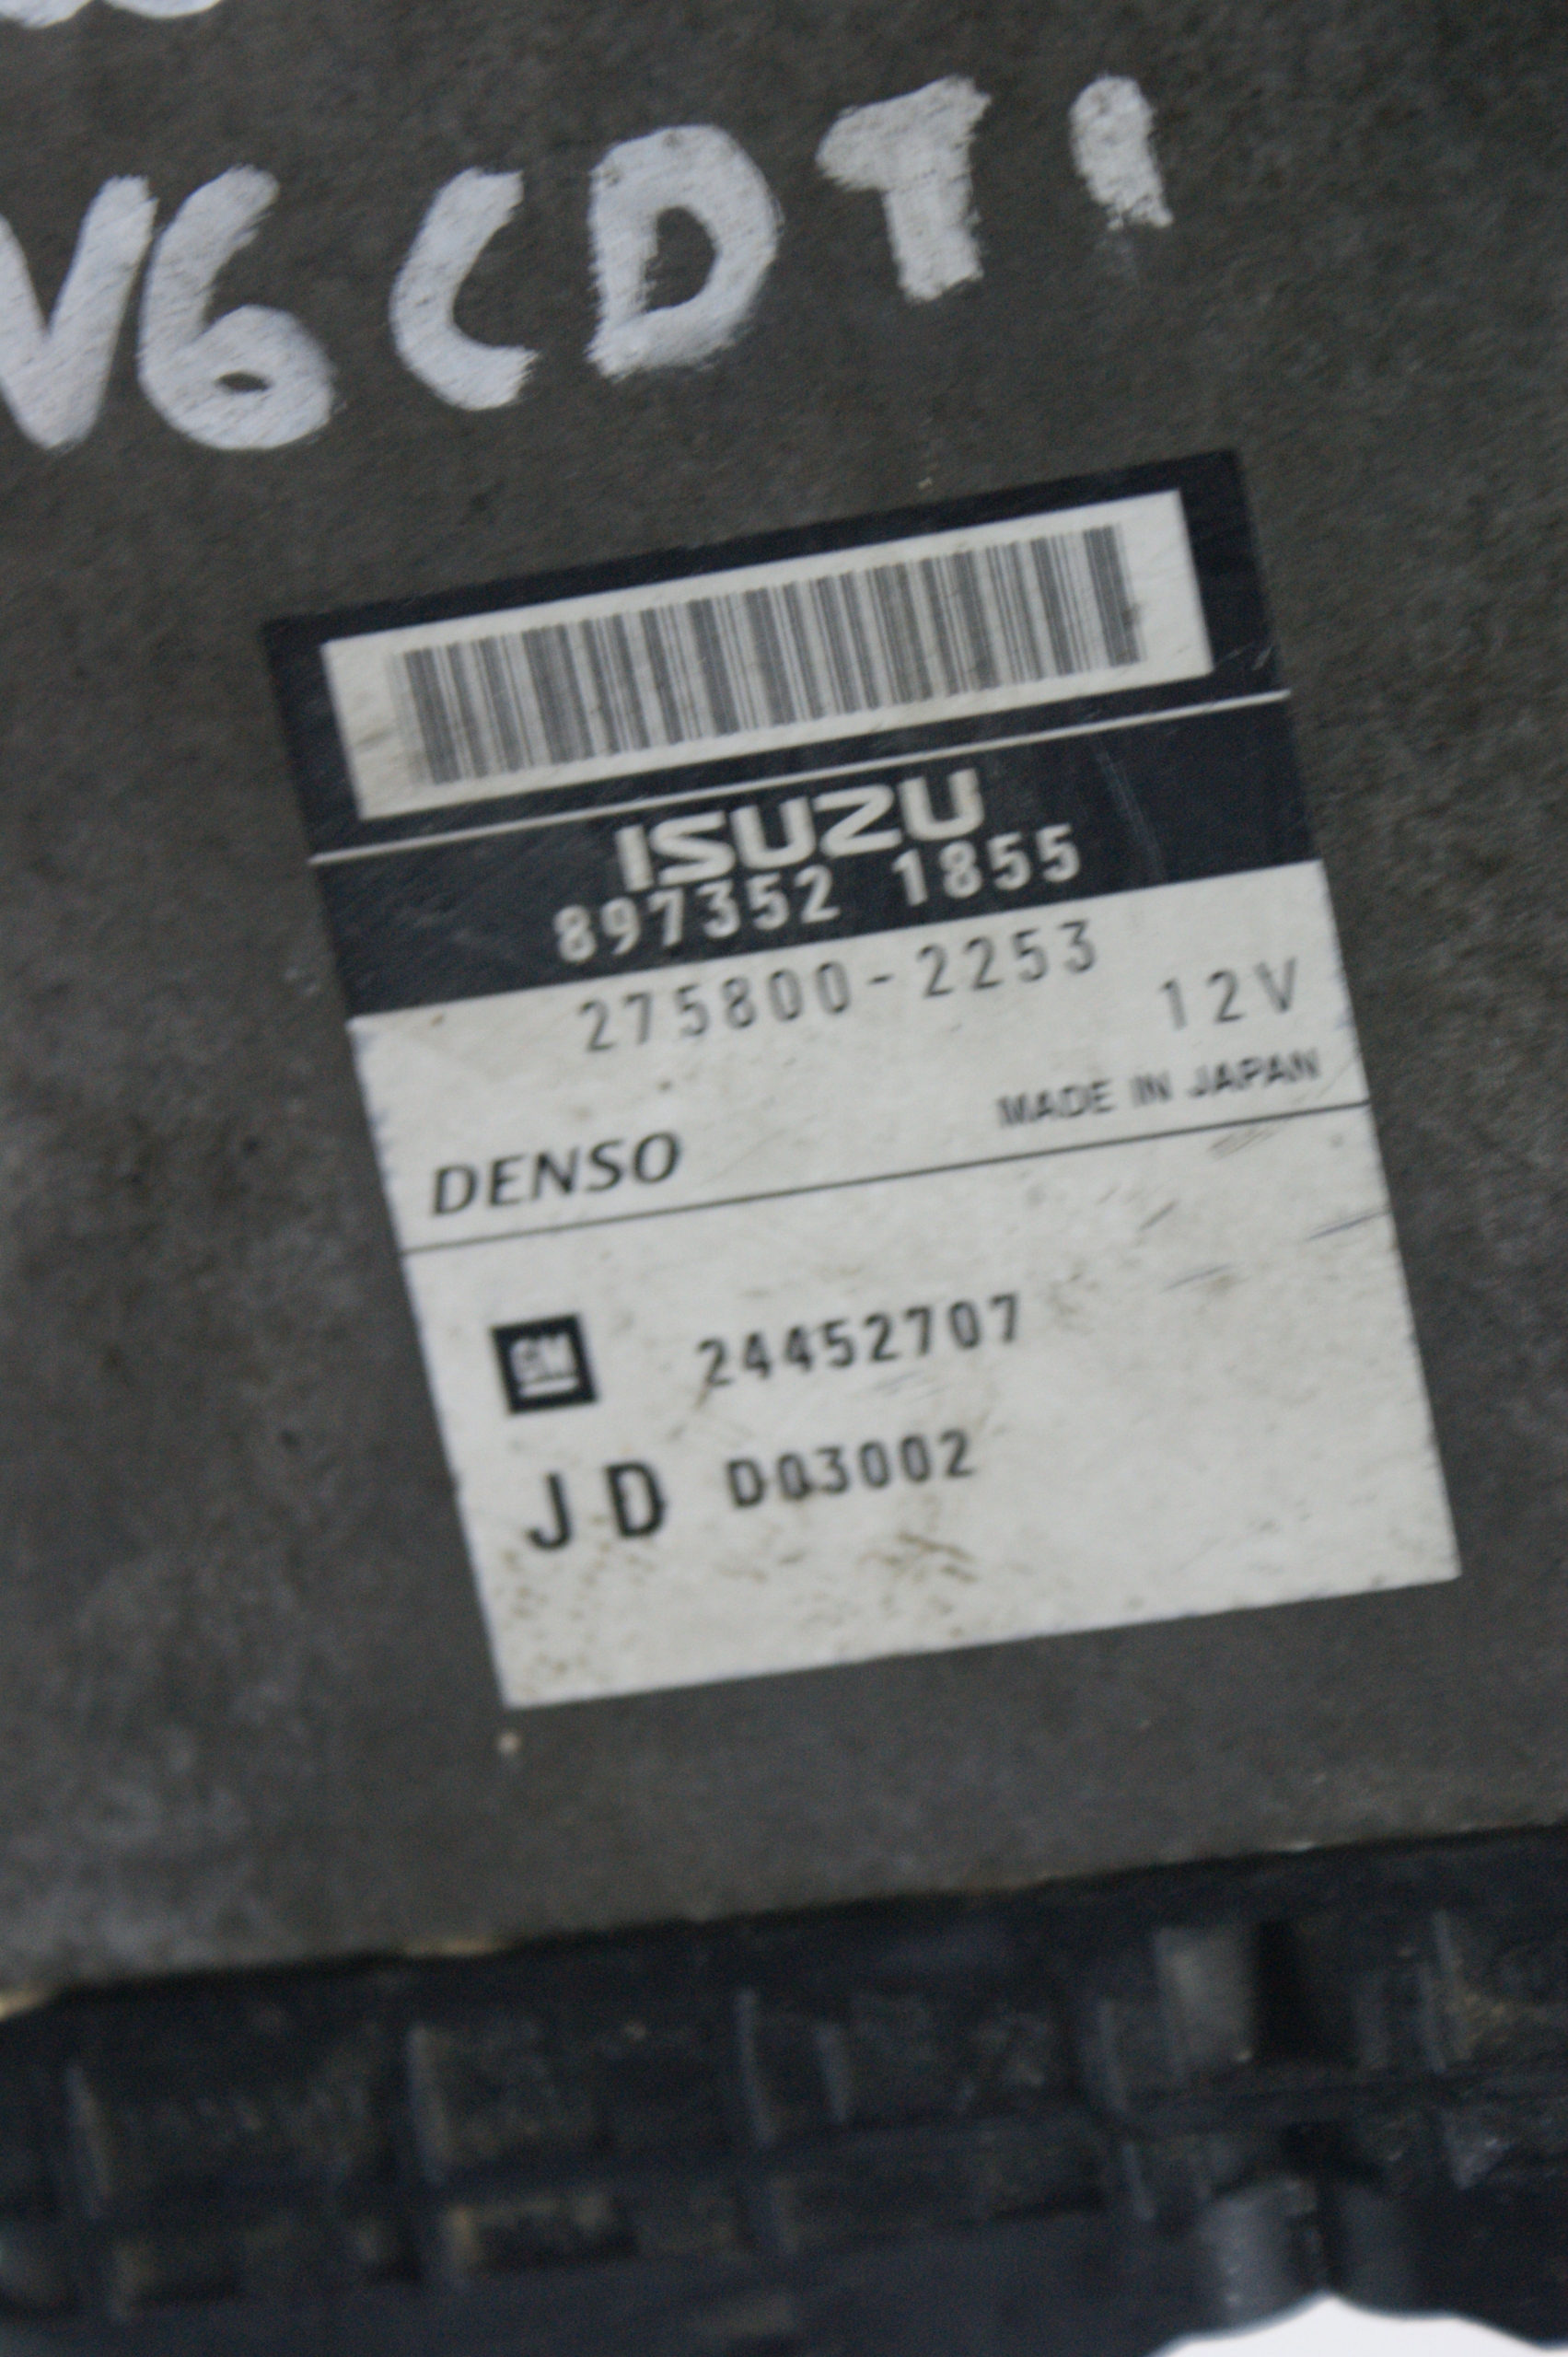 V6 CDTI
ISUZU
897352 1855
275800-2253
12V
MADE IN JAPAN
DENSO
GM 24452707
JD D03002